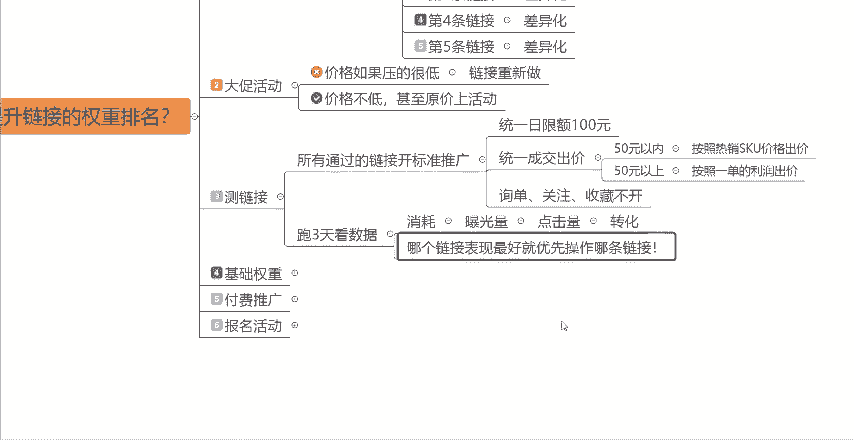 4 第4条链接 差异化
5 第5条链接 差异化
2 大促活动
价格如果压的很低 链接重新做
价格不低，甚至原价上活动
升链接的权重排名？
3 测链接
所有通过的链接开标准推广
统一日限额100元
统一成交出价
50元以内 按照热销SKU价格出价
50元以上 按照一单的利润出价
询单、关注、收藏不开
跑3天看数据
消耗 曝光量 点击量 转化
哪个链接表现最好就优先操作哪条链接！
4 基础权重
5 付费推广
6 报名活动